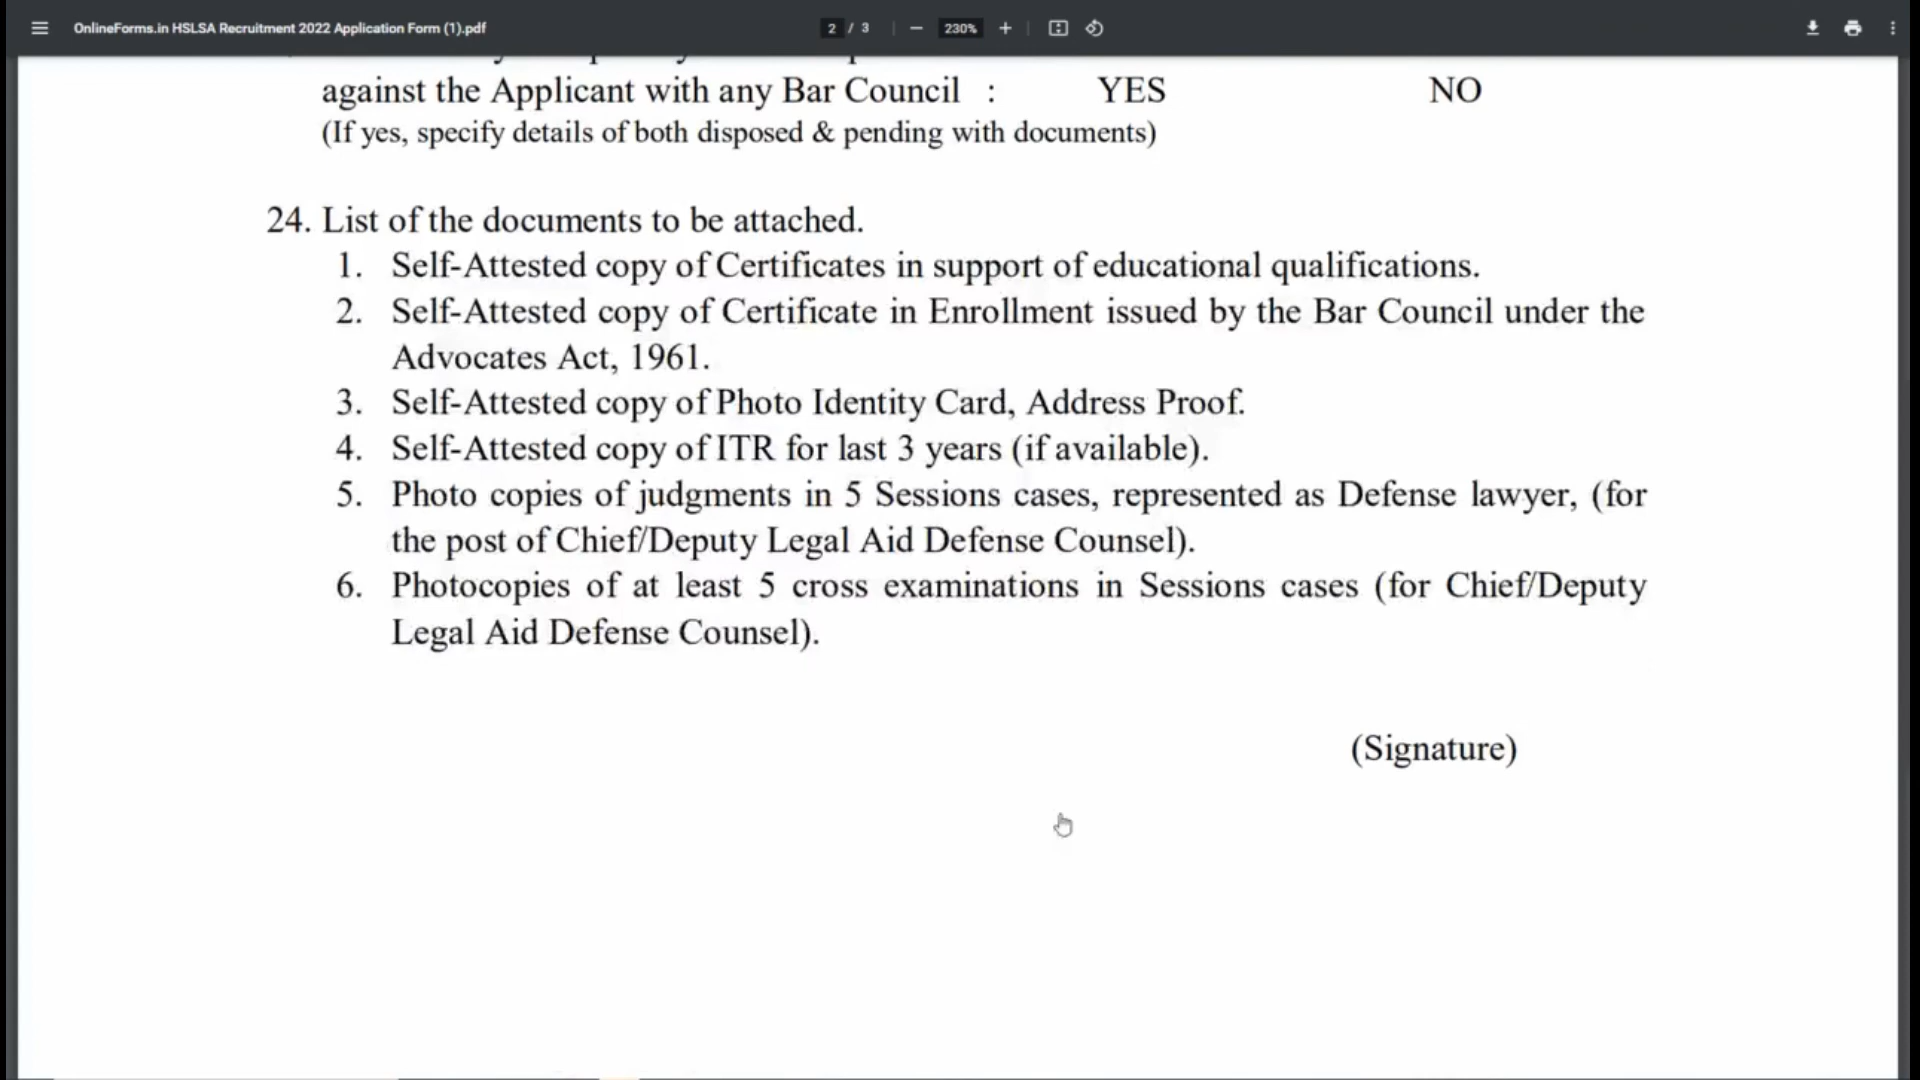 OnlineForms.in HSLSA Recruitment 2022 Application Form (1).pdf
2 / 3
230%
against the Applicant with any Bar Council : YES NO
(If yes, specify details of both disposed & pending with documents)
24. List of the documents to be attached.
1. Self-Attested copy of Certificates in support of educational qualifications.
2. Self-Attested copy of Certificate in Enrollment issued by the Bar Council under the
Advocates Act, 1961.
3. Self-Attested copy of Photo Identity Card, Address Proof.
4. Self-Attested copy of ITR for last 3 years (if available).
5. Photo copies of judgments in 5 Sessions cases, represented as Defense lawyer, (for
the post of Chief/Deputy Legal Aid Defense Counsel).
6. Photocopies of at least 5 cross examinations in Sessions cases (for Chief/Deputy
Legal Aid Defense Counsel).
(Signature)